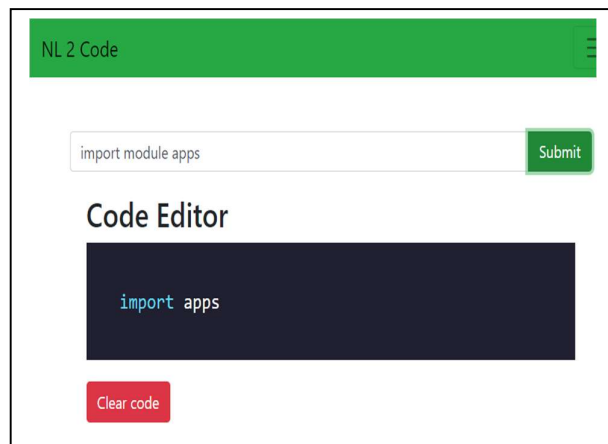 NL 2 Code
import module apps
Submit
Code Editor
import apps
Clear code